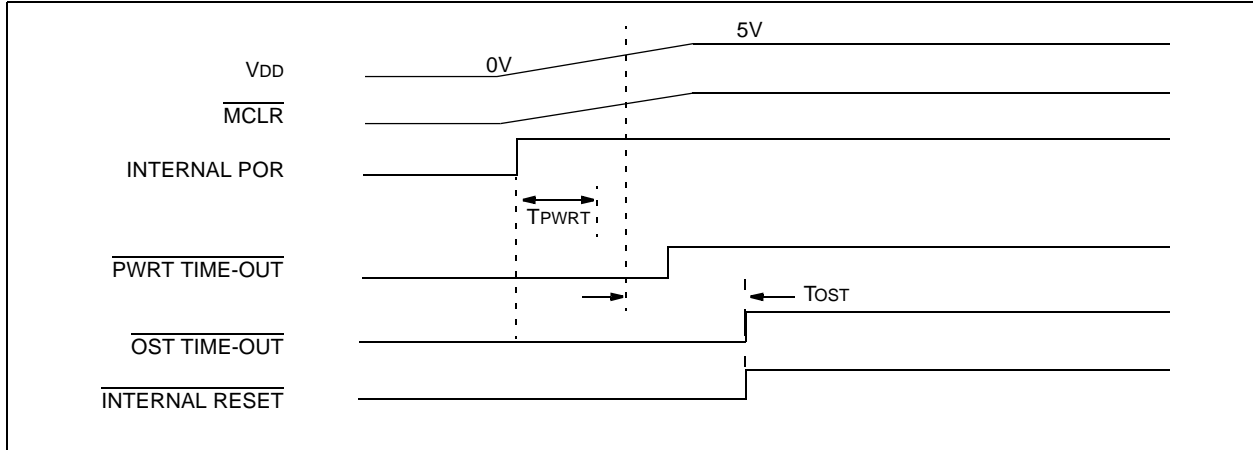 5V
0V
VDD
MCLR
INTERNAL POR
TPWRT
PWRT TIME-OUT
TOST
OST TIME-OUT
INTERNAL RESET